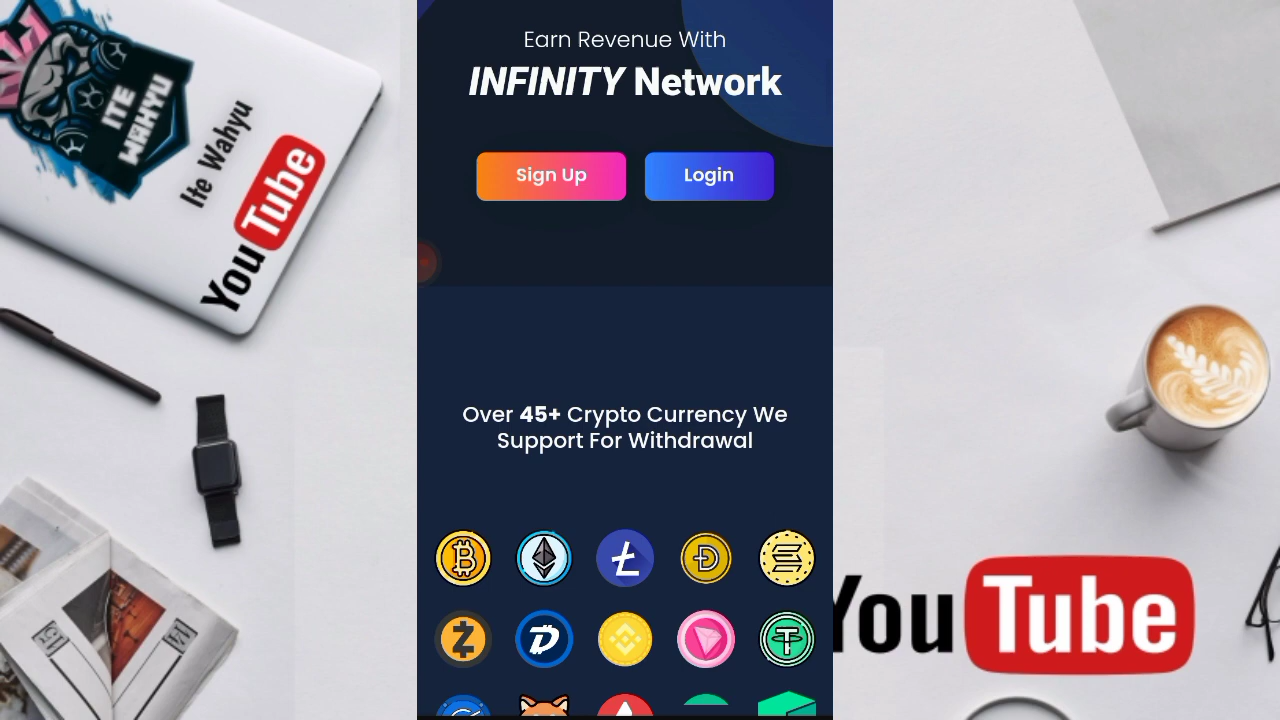 ITE
WAHYU
Ite Wahyu
YouTube
Earn Revenue With
INFINITY Network
Sign Up
Login
Over 45+ Crypto Currency We
Support For Withdrawal
YouTube